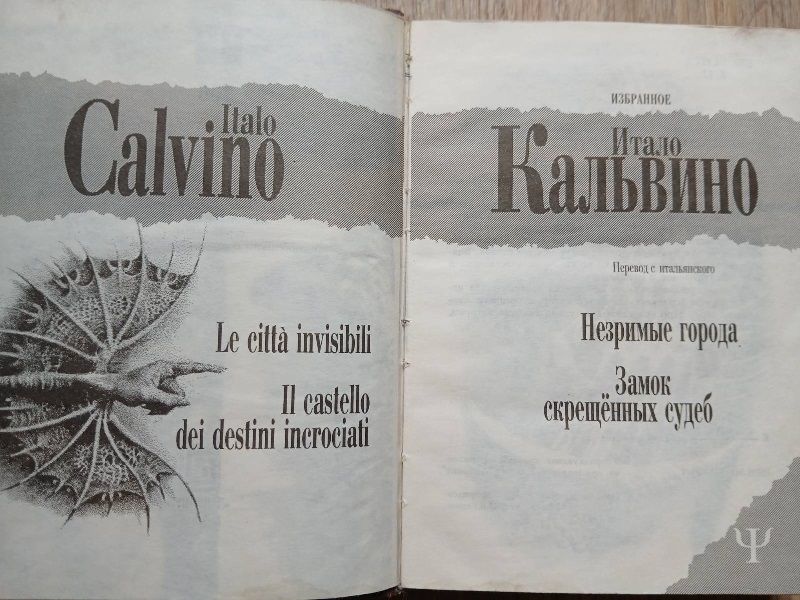 Italo
Calvino
Le città invisibili
Il castello
dei destini incrociati
ИЗБРАННОЕ
Итало
Кальвино
Перевод с итальянского
Незримые города
Замок
скрещённых судеб
Ψ